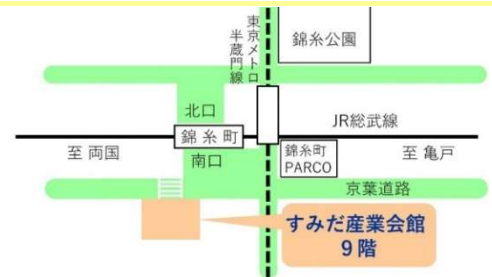 東京メトロ
半蔵門線
錦糸公園
北口
JR総武線
錦糸町
至 両国
南口
錦糸町
PARCO
至 亀戸
京葉道路
すみだ産業会館
9階